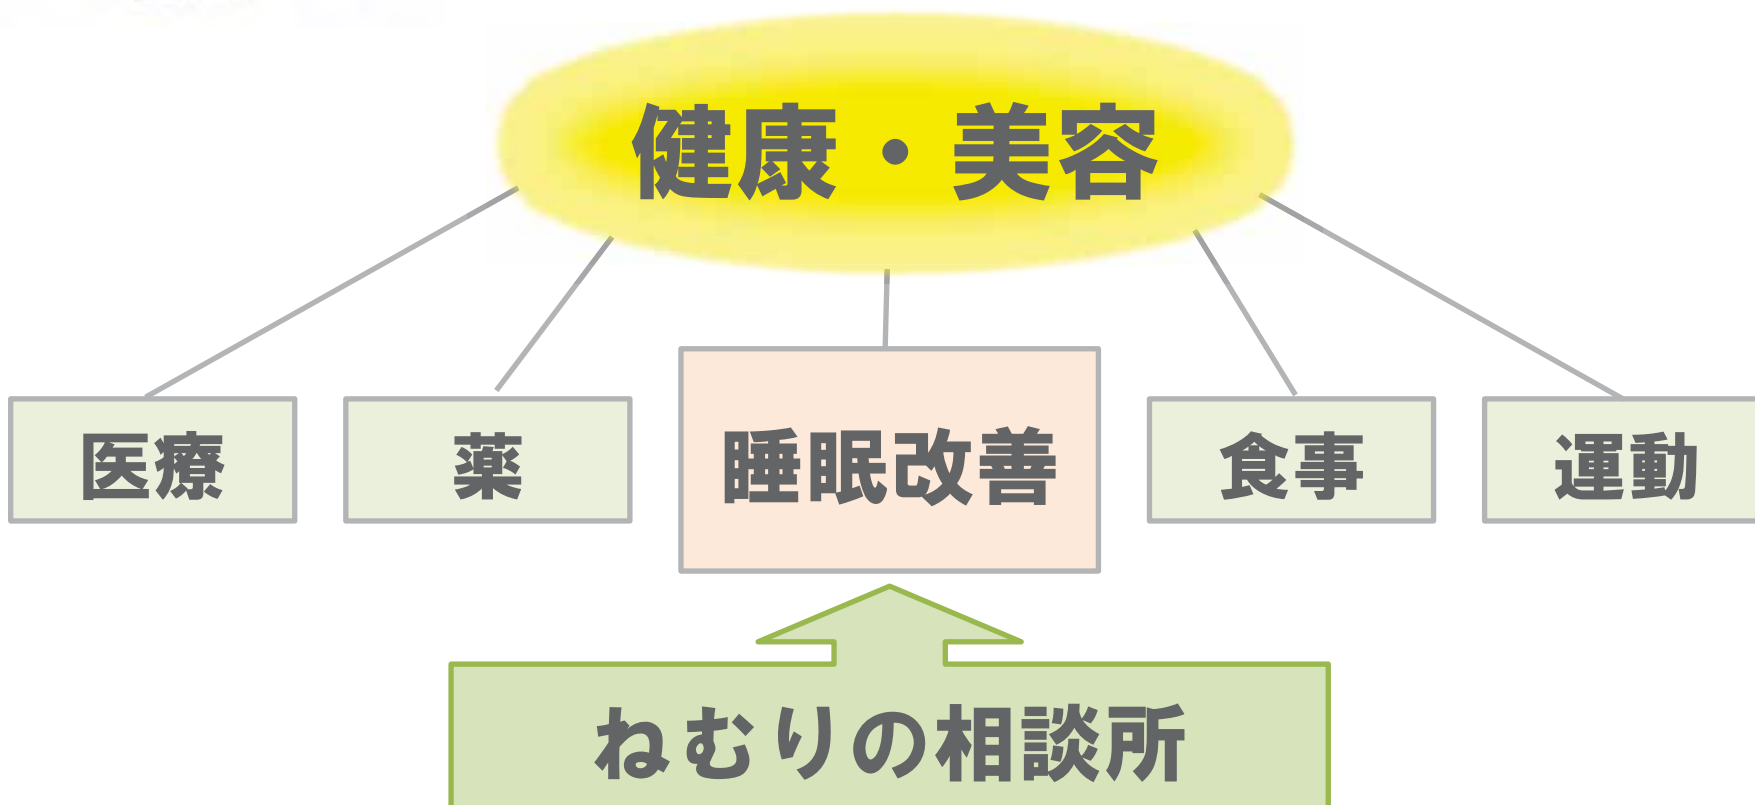 健康・美容
医療
薬
睡眠改善
食事
運動
ねむりの相談所